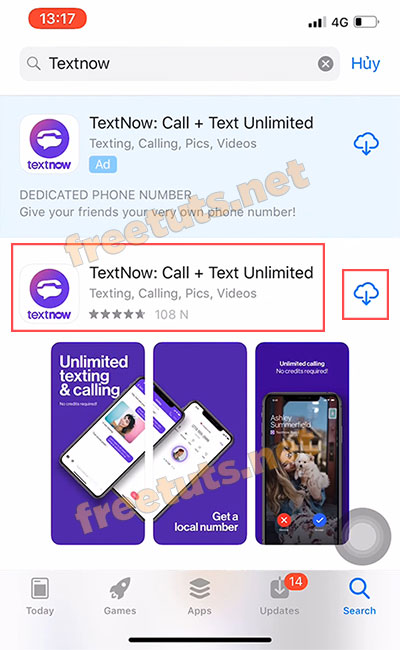 13:17
4G
Textnow
Hủy
textnow
TextNow: Call + Text Unlimited
Texting, Calling, Pics, Videos
Ad
DEDICATED PHONE NUMBER
Give your friends your very own phone number!
freetuts.net
textnow
TextNow: Call + Text Unlimited
Texting, Calling, Pics, Videos
108 N
Unlimited
texting
& calling
No credits required!
Get a
local number
Unlimited calling
No credits required!
Ashley
Summerfield
freetuts.net
14
Today
Games
Apps
Updates
Search